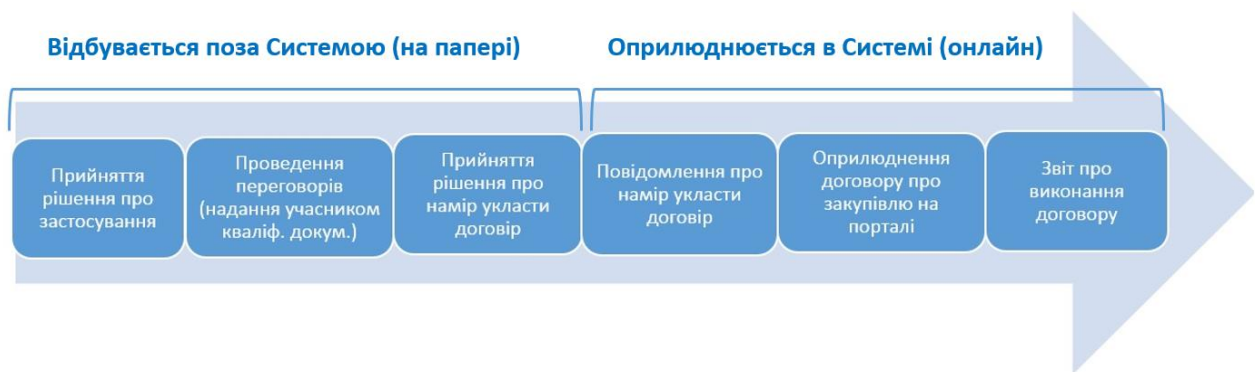 Відбувається поза Системою (на папері)
Оприлюднюється в Системі (онлайн)
Прийняття
рішення про
застосування
Проведення
переговорів
(надання учасником
кваліф. докум.)
Прийняття
рішення про
намір укласти
договір
Повідомлення про
намір укласти
договір
Оприлюднення
договору про
закупівлю на
порталі
Звіт про
виконання
договору